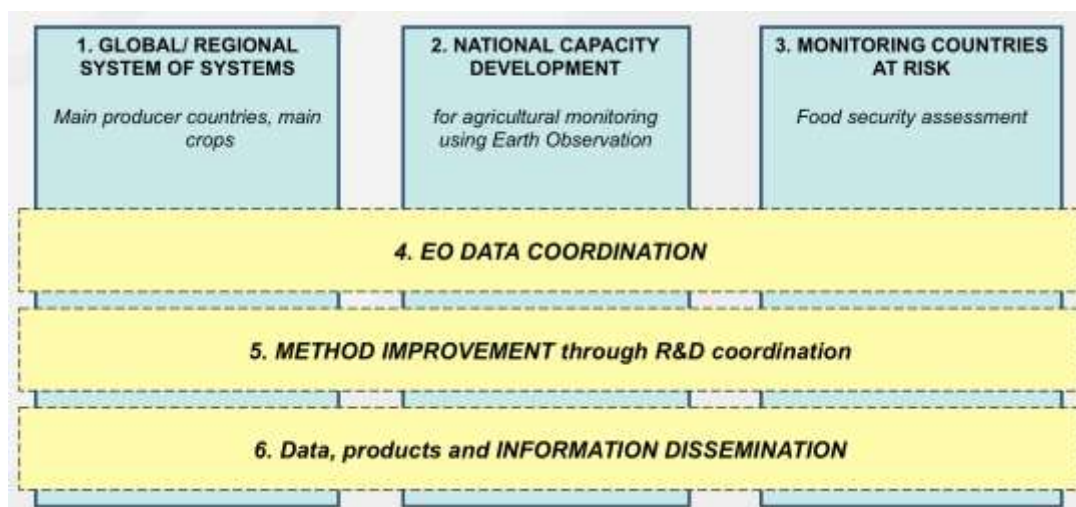 1. GLOBAL/ REGIONAL
SYSTEM OF SYSTEMS
Main producer countries, main
crops
2. NATIONAL CAPACITY
DEVELOPMENT
for agricultural monitoring
using Earth Observation
3. MONITORING COUNTRIES
AT RISK
Food security assessment
4. EO DATA COORDINATION
5. METHOD IMPROVEMENT through R&D coordination
6. Data, products and INFORMATION DISSEMINATION